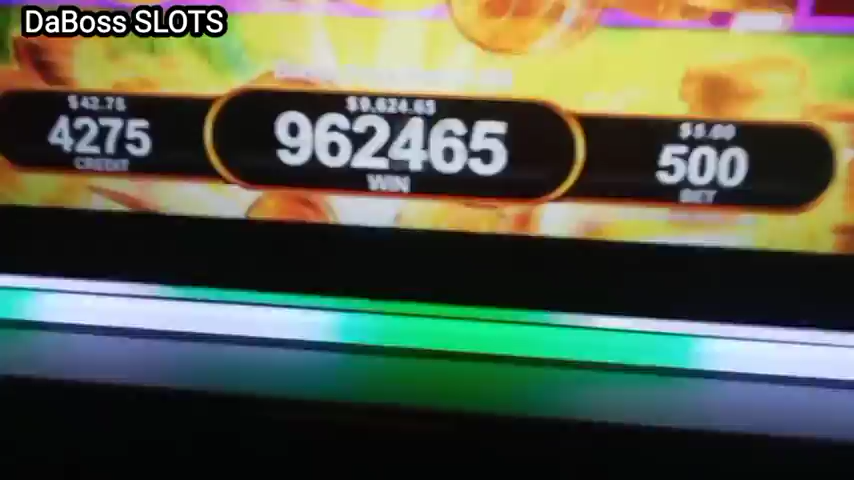 DaBoss SLOTS
$42.75
4275
CREDIT
$9,624.65
962465
WIN
$5.00
500
BET